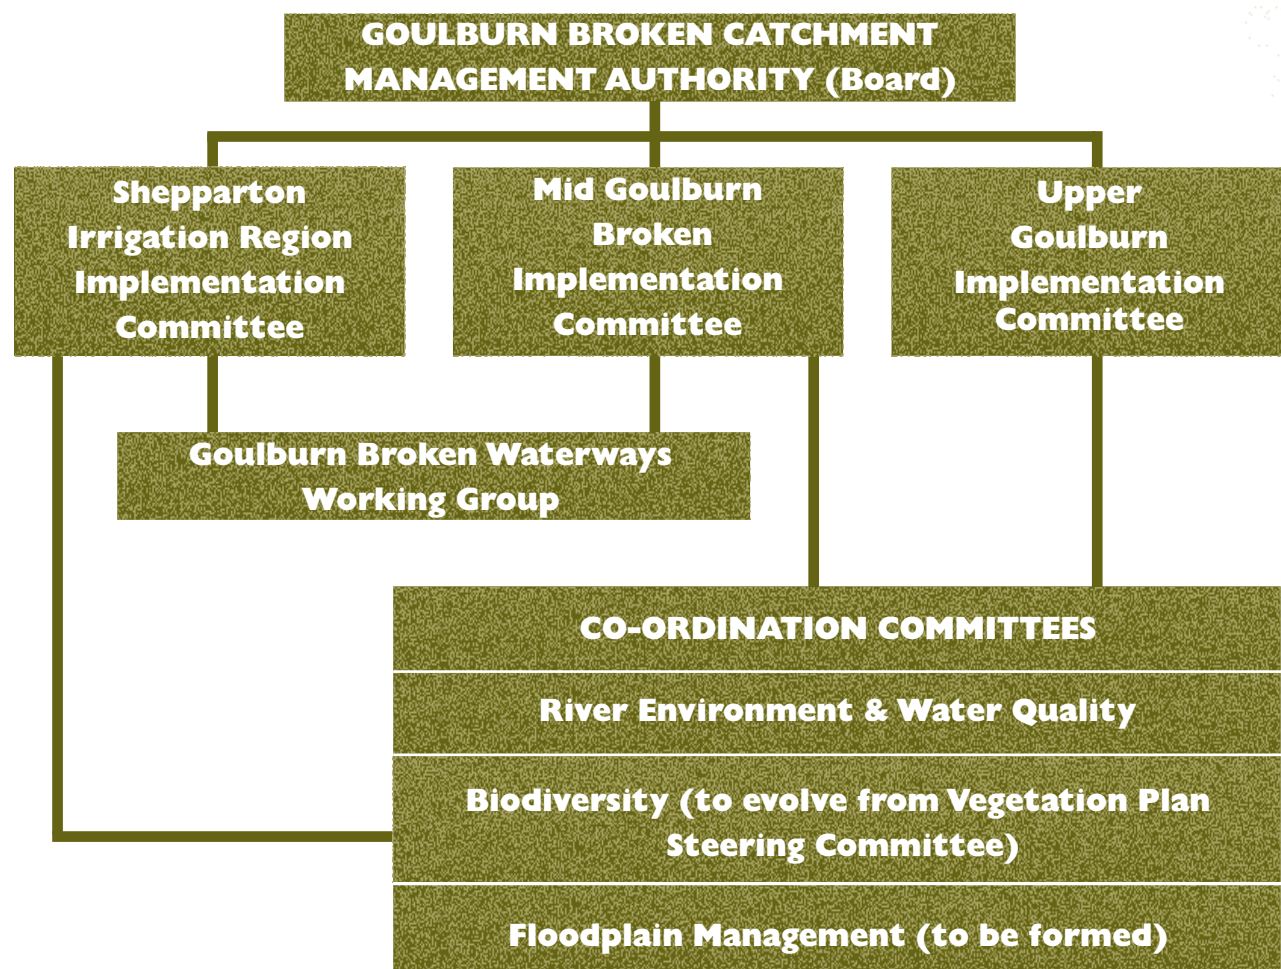 GOULBURN BROKEN CATCHMENT
MANAGEMENT AUTHORITY (Board)
Shepparton
Irrigation Region
Implementation
Committee
Mid Goulburn
Broken
Implementation
Committee
Upper
Goulburn
Implementation
Committee
Goulburn Broken Waterways
Working Group
CO-ORDINATION COMMITTEES
River Environment & Water Quality
Biodiversity (to evolve from Vegetation Plan
Steering Committee)
Floodplain Management (to be formed)